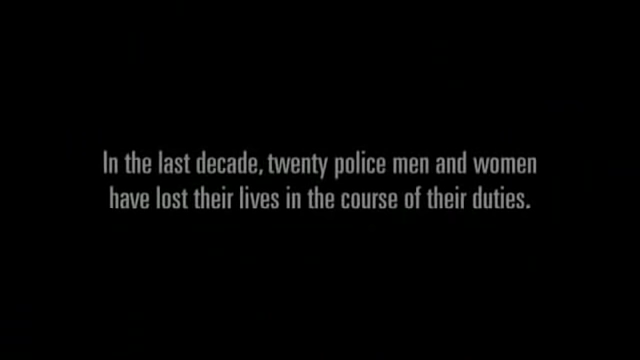 In the last decade, twenty police men and women
have lost their lives in the course of their duties.